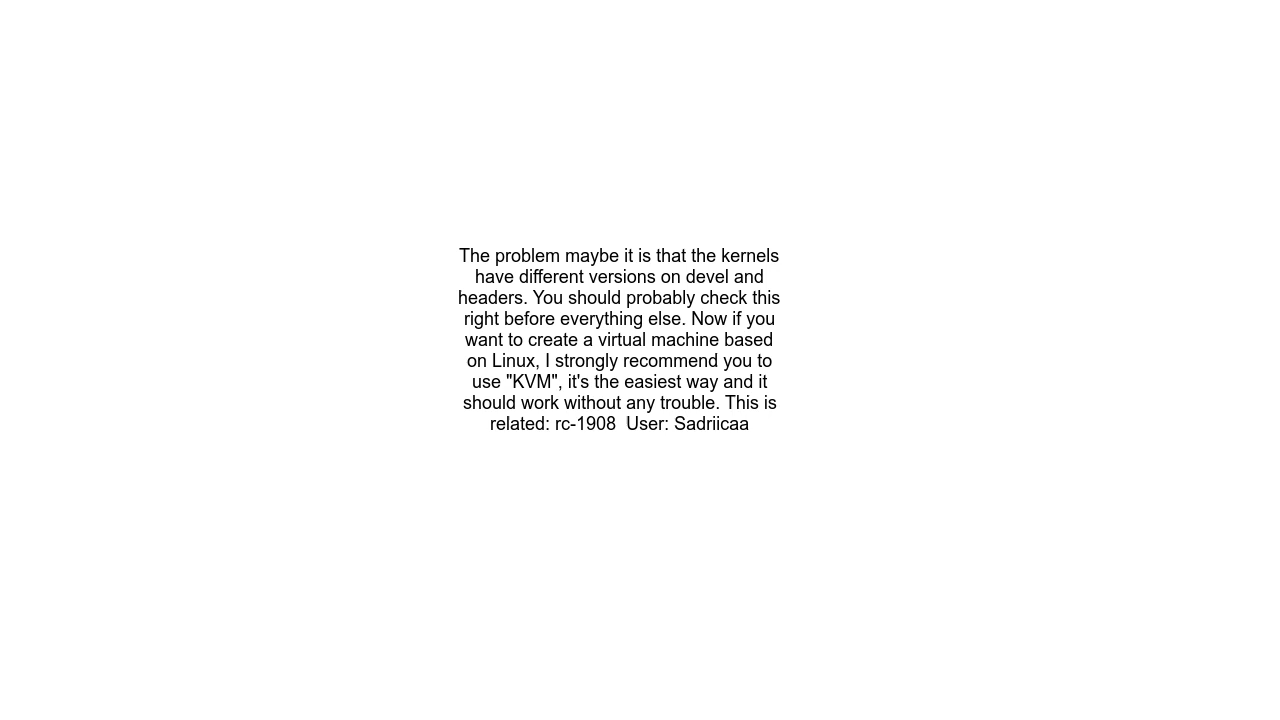 The problem maybe it is that the kernels
have different versions on devel and
headers. You should probably check this
right before everything else. Now if you
want to create a virtual machine based
on Linux, I strongly recommend you to
use "KVM", it's the easiest way and it
should work without any trouble. This is
related: rc-1908  User: Sadriicaa